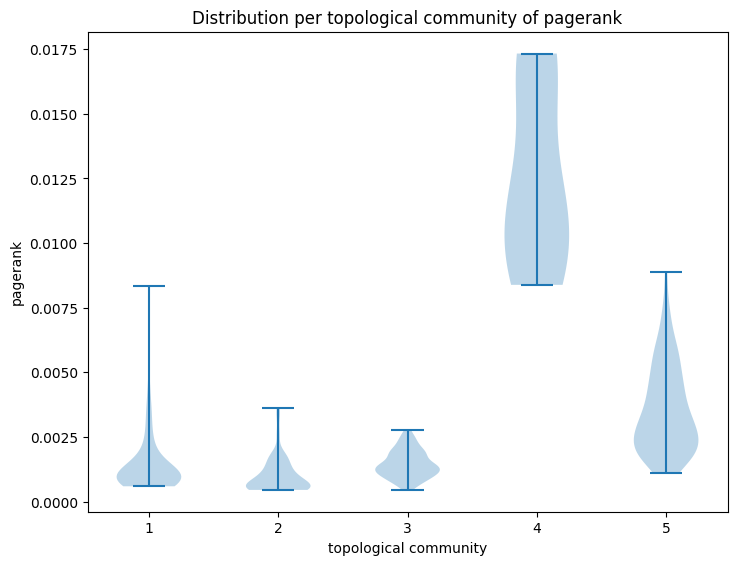 Distribution per topological community of pagerank
0.0175
0.0150
0.0125
0.0100
0.0075
0.0050
0.0025
0.0000
pagerank
1 2 3 4 5
topological community